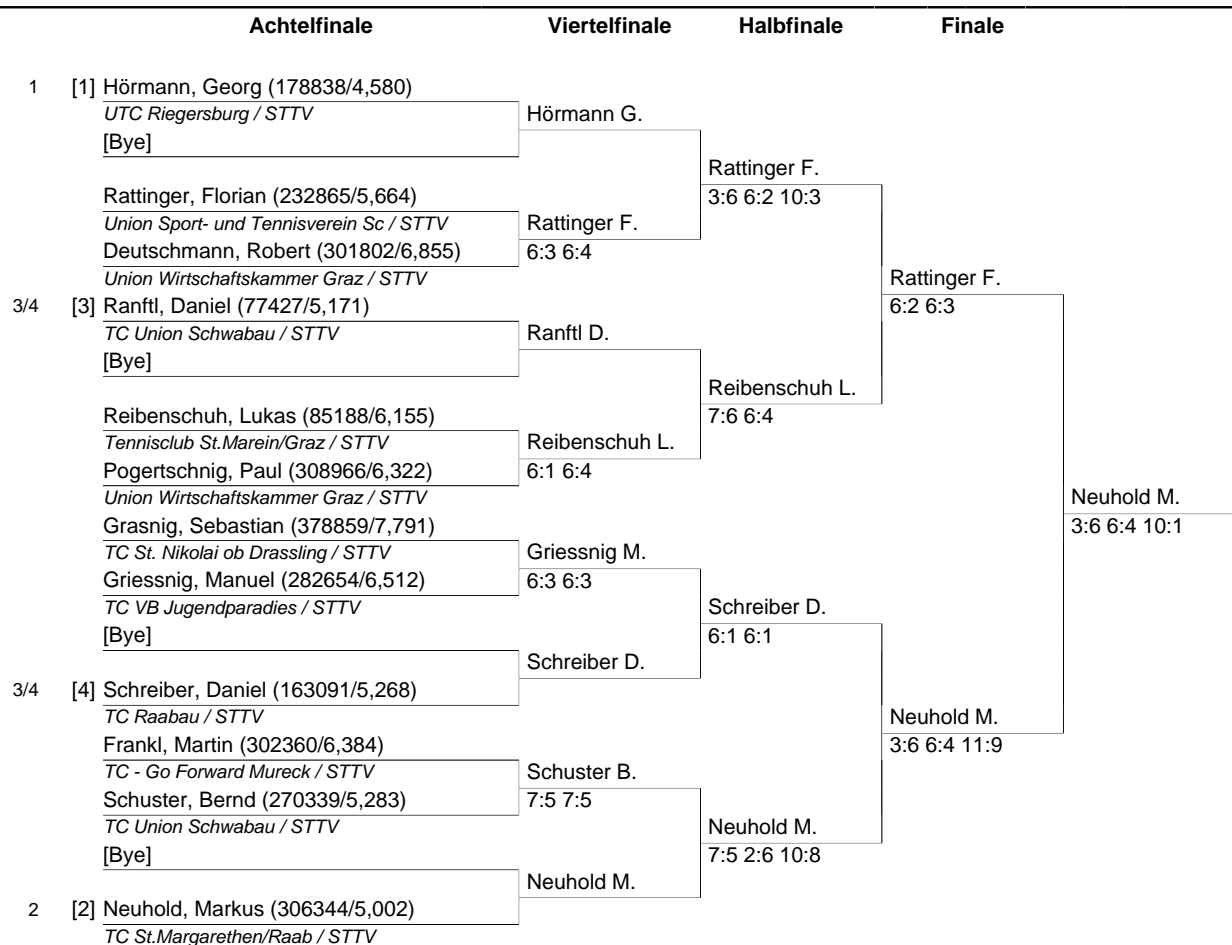 Achtelfinale Viertelfinale Halbfinale Finale
1 [1] Hörmann, Georg (178838/4,580)
UTC Riegersburg / STTV Hörmann G.
[Bye]
Rattinger F.
Rattinger, Florian (232865/5,664) 3:6 6:2 10:3
Union Sport- und Tennisverein Sc / STTV Rattinger F.
Deutschmann, Robert (301802/6,855) 6:3 6:4
Union Wirtschaftskammer Graz / STTV Rattinger F.
3/4 [3] Ranftl, Daniel (77427/5,171) 6:2 6:3
TC Union Schwabau / STTV Ranftl D.
[Bye]
Reibenschuh L.
Reibenschuh, Lukas (85188/6,155) 7:6 6:4
Tennisclub St.Marein/Graz / STTV Reibenschuh L.
Pogertschnig, Paul (308966/6,322) 6:1 6:4
Union Wirtschaftskammer Graz / STTV Neuhold M.
Grasnig, Sebastian (378859/7,791) 3:6 6:4 10:1
TC St. Nikolai ob Drassling / STTV Griessnig M.
Griessnig, Manuel (282654/6,512) 6:3 6:3
TC VB Jugendparadies / STTV Schreiber D.
[Bye] 6:1 6:1
Schreiber D.
3/4 [4] Schreiber, Daniel (163091/5,268)
TC Raabau / STTV Neuhold M.
Frankl, Martin (302360/6,384) 3:6 6:4 11:9
TC - Go Forward Mureck / STTV Schuster B.
Schuster, Bernd (270339/5,283) 7:5 7:5
TC Union Schwabau / STTV Neuhold M.
[Bye] 7:5 2:6 10:8
Neuhold M.
2 [2] Neuhold, Markus (306344/5,002)
TC St.Margarethen/Raab / STTV